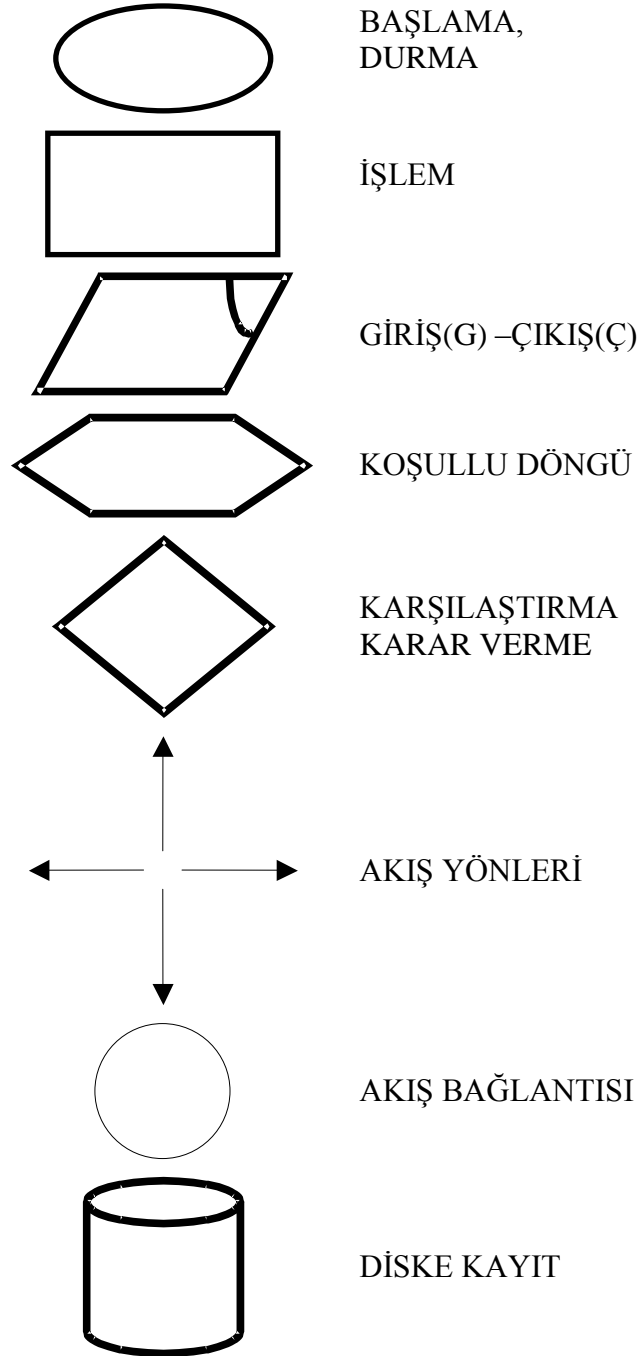 BAŞLAMA,
DURMA
İŞLEM
GİRİŞ(G) –ÇIKIŞ(Ç)
KOŞULLU DÖNGÜ
KARŞILAŞTIRMA
KARAR VERME
AKIŞ YÖNLERİ
AKIŞ BAĞLANTISI
DİSKE KAYIT